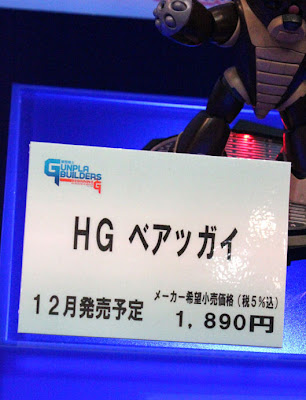 GUNPLA
BUILDERS
G
HG ベアッガイ
メーカー希望小売価格(税5%込)
12月発売予定
1,890円